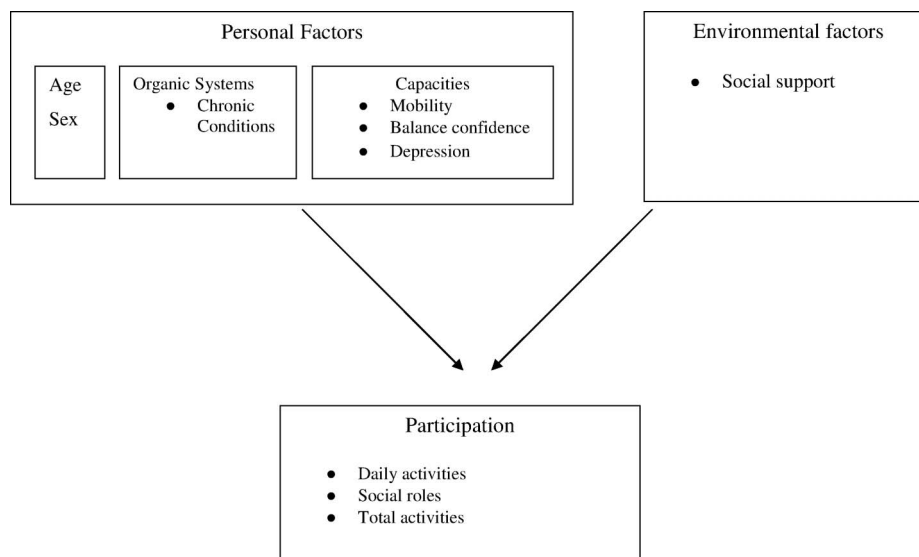 Personal Factors
Age
Sex
Organic Systems
● Chronic
Conditions
Capacities
● Mobility
● Balance confidence
● Depression
Environmental factors
● Social support
Participation
● Daily activities
● Social roles
● Total activities